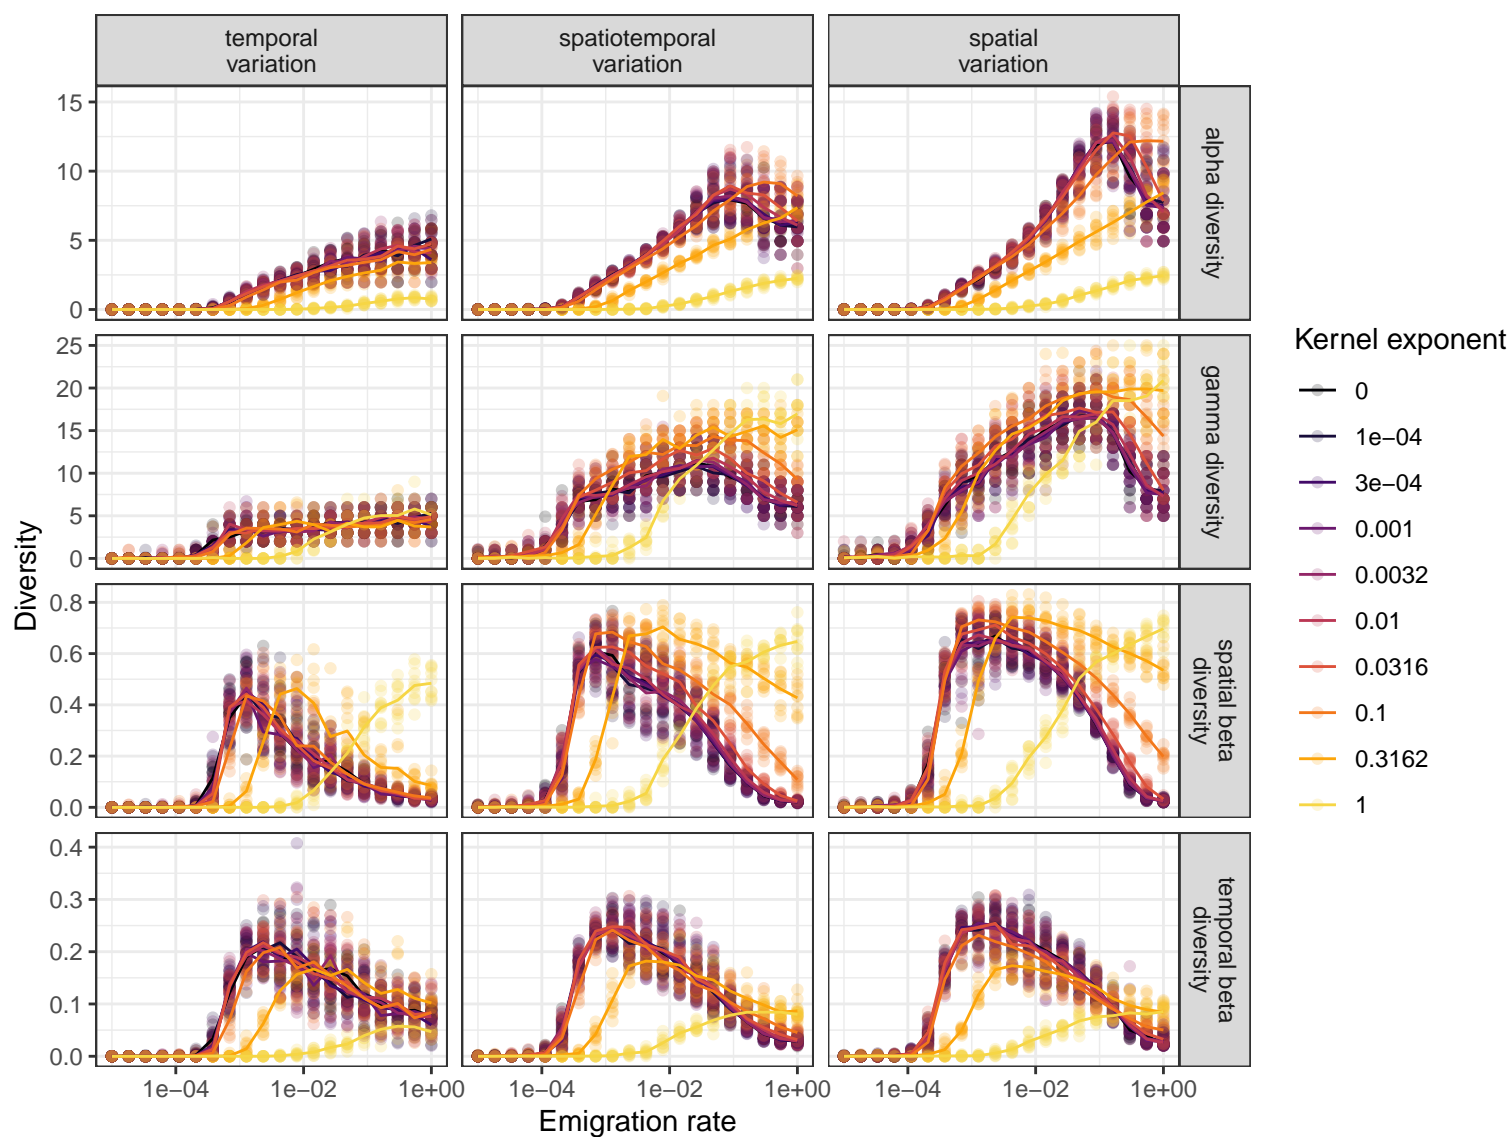 temporal
variation
spatiotemporal
variation
spatial
variation
15
10
5
0
alpha diversity
25
20
15
10
5
0
gamma diversity
0.8
0.6
0.4
0.2
0.0
spatial beta
diversity
0.4
0.3
0.2
0.1
0.0
temporal beta
diversity
1e−04
1e−02
1e+00
1e−04
1e−02
1e+00
1e−04
1e−02
1e+00
Emigration rate
Diversity
Kernel exponent
0
1e−04
3e−04
0.001
0.0032
0.01
0.0316
0.1
0.3162
1